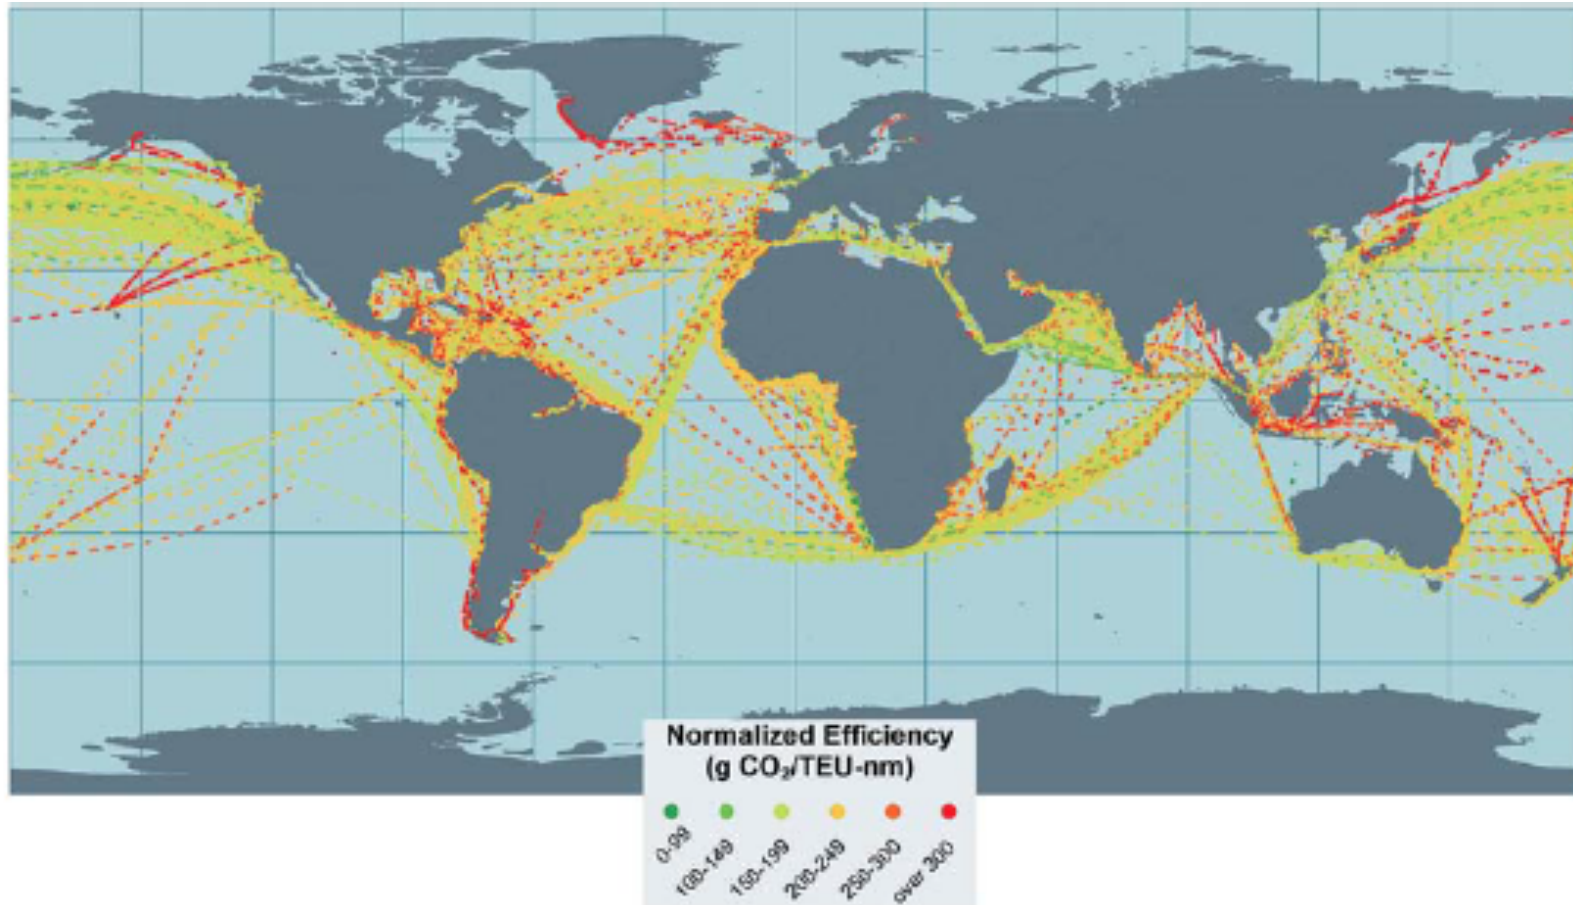 Normalized Efficiency
(g CO₂/TEU-nm)
0-99
100-149
150-199
200-249
250-300
over 300